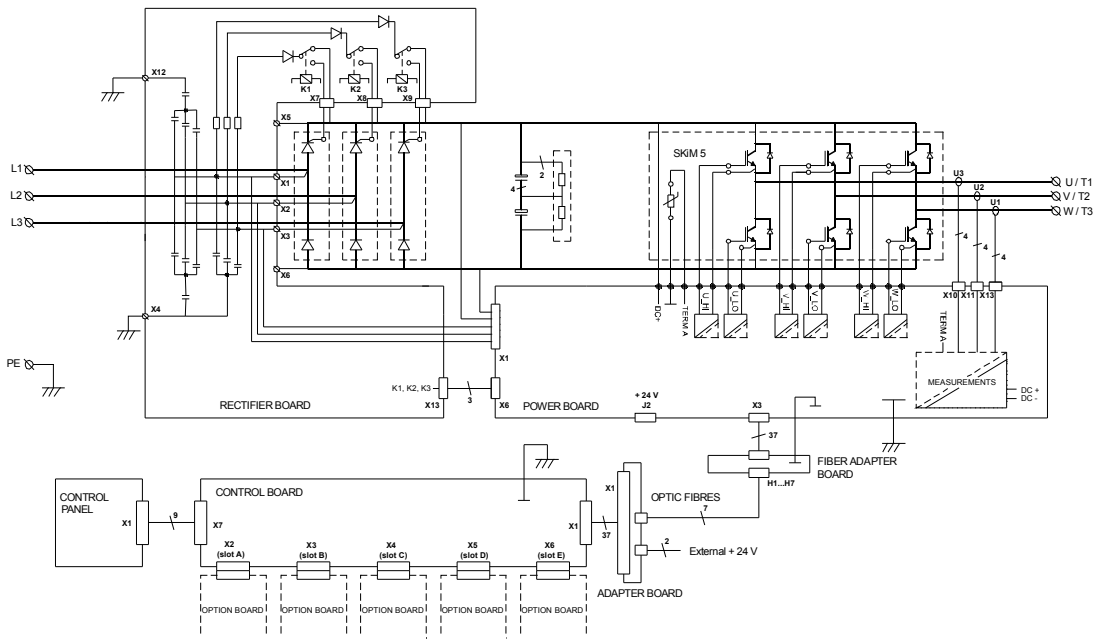 K1
K2
K3
X12
X7
X8
X9
X5
SKiM 5
L1
L2
L3
X1
X2
X3
X6
2
4
U3
U2
U1
U / T1
V / T2
W / T3
4
4
4
X4
PE
X10
X11
X13
DC+
TERM A
U_HI
U_LO
V_HI
V_LO
W_HI
W_LO
TERM A
MEASUREMENTS
DC +
DC -
X1
K1, K2, K3
X13
3
X6
RECTIFIER BOARD
POWER BOARD
+ 24 V
J2
X3
37
FIBER ADAPTER
BOARD
H1...H7
CONTROL
PANEL
X1
9
X7
CONTROL BOARD
X1
37
X1
OPTIC FIBRES
7
2
External + 24 V
ADAPTER BOARD
X2
(slot A)
X3
(slot B)
X4
(slot C)
X5
(slot D)
X6
(slot E)
OPTION BOARD
OPTION BOARD
OPTION BOARD
OPTION BOARD
OPTION BOARD